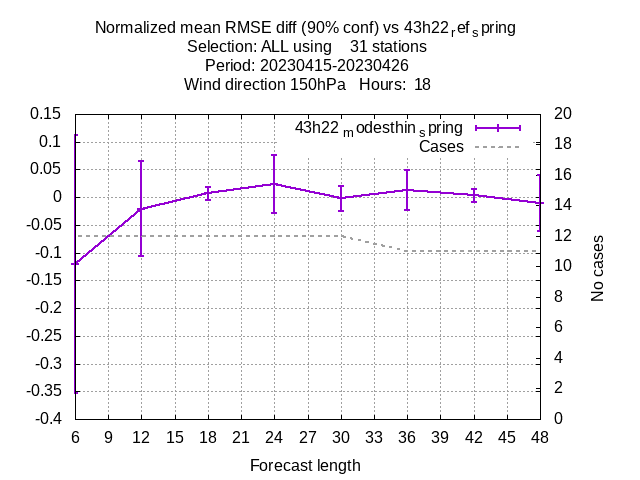 Normalized mean RMSE diff (90% conf) vs 43h22refspring
Selection: ALL using 31 stations
Period: 20230415-20230426
Wind direction 150hPa Hours: 18
43h22modesthinspring
Cases
0.15
0.1
0.05
0
-0.05
-0.1
-0.15
-0.2
-0.25
-0.3
-0.35
-0.4
20
18
16
14
12
10
8
6
4
2
0
No cases
6 9 12 15 18 21 24 27 30 33 36 39 42 45 48
Forecast length